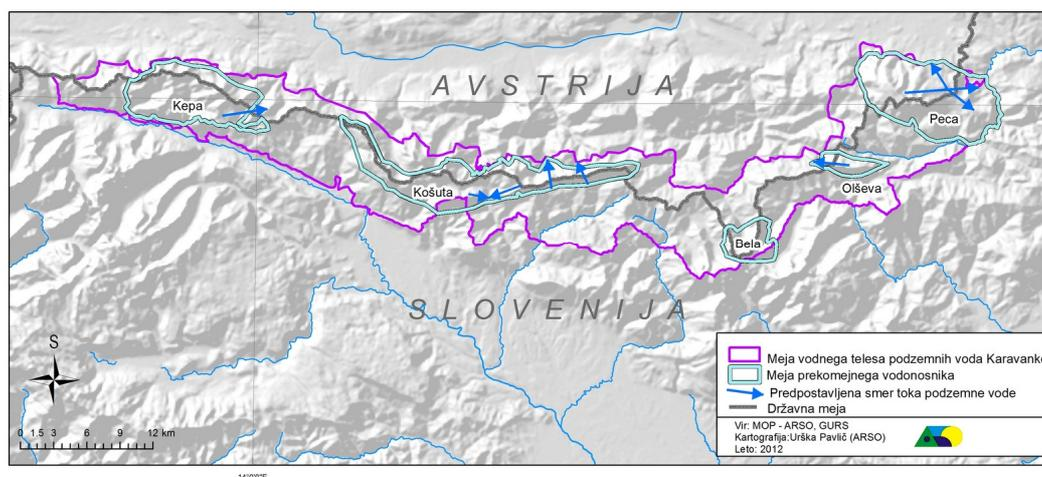 AVSTRIJA
Kepa
Peca
Košuta
Olševa
Bela
SLOVENIJA
S
0 1.5 3 6 9 12 km
Meja vodnega telesa podzemnih voda Karavanke
Meja prekomejnega vodonosnika
Predpostavljena smer toka podzemne vode
Državna meja
Vir: MOP - ARSO, GURS
Kartografija:Urška Pavlič (ARSO)
Leto: 2012